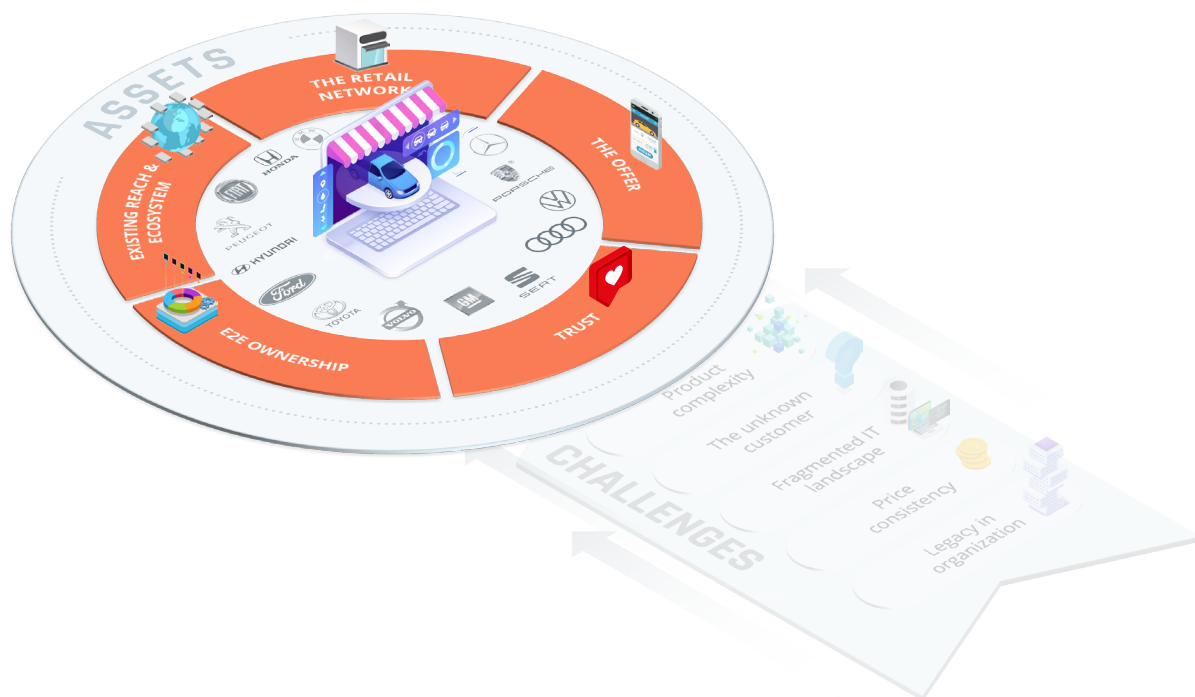 ASSETS
THE RETAIL
NETWORK
THE OFFER
TRUST
E2E OWNERSHIP
EXISTING REACH &
ECOSYSTEM
HONDA
FIAT
PEUGEOT
HYUNDAI
Ford
TOYOTA
VOLVO
GM
SEAT
PORSCHE
CHALLENGES
Product
complexity
The unknown
customer
Fragmented IT
landscape
Price
consistency
Legacy in
organization